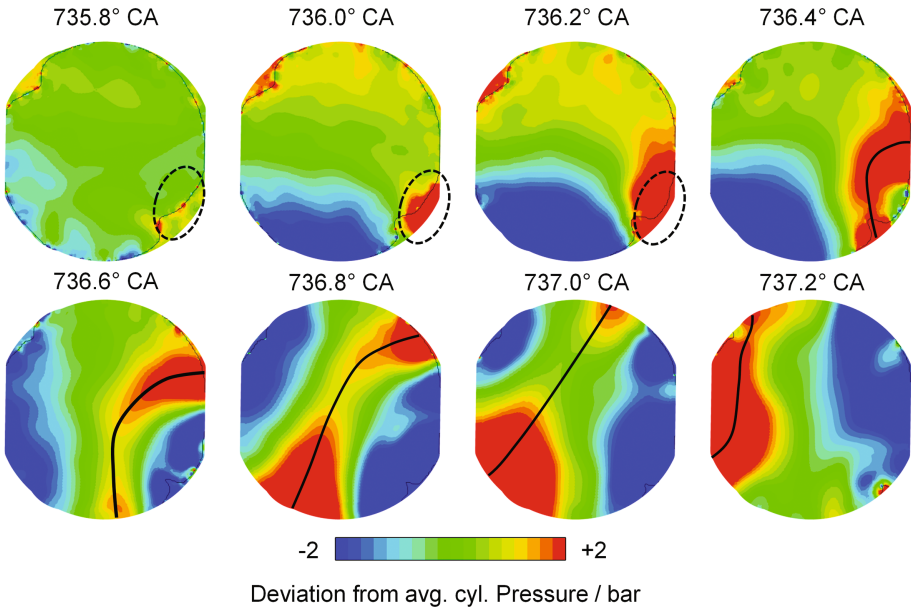 735.8° CA 736.0° CA 736.2° CA 736.4° CA
736.6° CA 736.8° CA 737.0° CA 737.2° CA
-2 +2
Deviation from avg. cyl. Pressure / bar